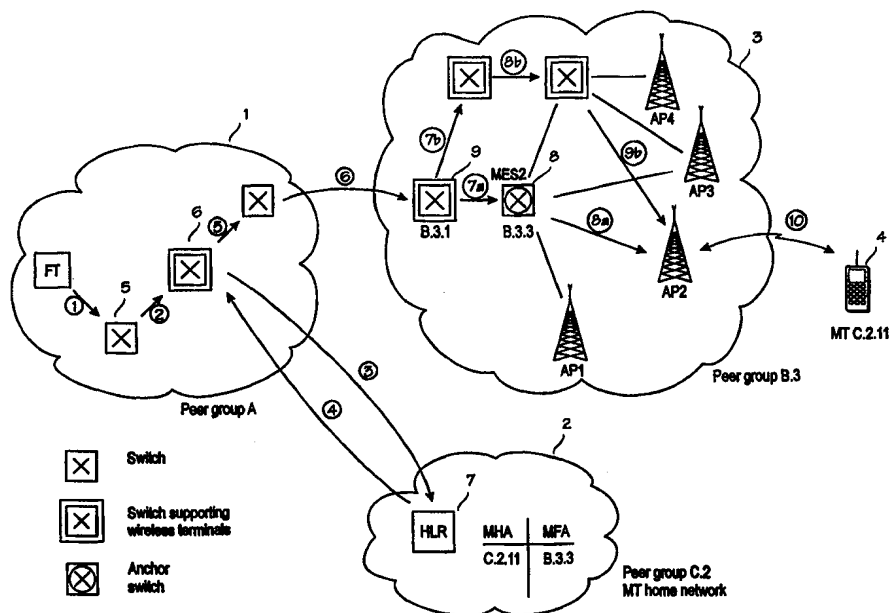 1
3
AP4
8b
7b
9
MES2
8
AP3
9b
6
6
7a
B.3.1
B.3.3
8a
5
FT
1
5
2
AP2
10
4
MT C.2.11
AP1
Peer group A
Peer group B.3
3
4
2
7
HLR
MHA MFA
C.2.11 B.3.3
Peer group C.2
MT home network
Switch
Switch supporting
wireless terminals
Anchor
switch